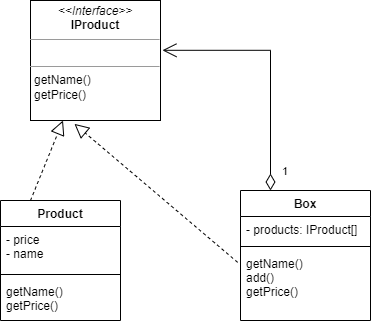 <<Interface>>
IProduct
getName()
getPrice()
1
Product
- price
- name
getName()
getPrice()
Box
- products: IProduct[]
getName()
add()
getPrice()